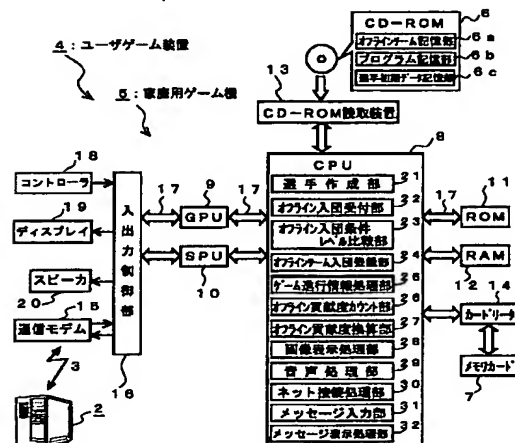 CD-ROM
6
オフラインチーム記憶部
6a
プログラム記憶部
6b
選手初期データ記憶部
6c
4:ユーザゲーム装置
5:家庭用ゲーム機
13
CD-ROM読取装置
8
CPU
選手作成部
21
オフライン入団受付部
22
オフライン入団条件
レベル比較部
23
オフラインチーム入団登録部
24
ゲーム進行情報処理部
25
オフライン貢献度カウント部
26
オフライン貢献度換算部
27
画像表示処理部
28
音声処理部
29
ネット接続処理部
30
メッセージ入力部
31
メッセージ表示処理部
32
18
コントローラ
19
ディスプレイ
スピーカ
20
15
通信モデム
3
2
入出力制御部
16
17
GPU
9
17
SPU
10
17
ROM
11
RAM
12
カードリーダ
14
メモリカード
7